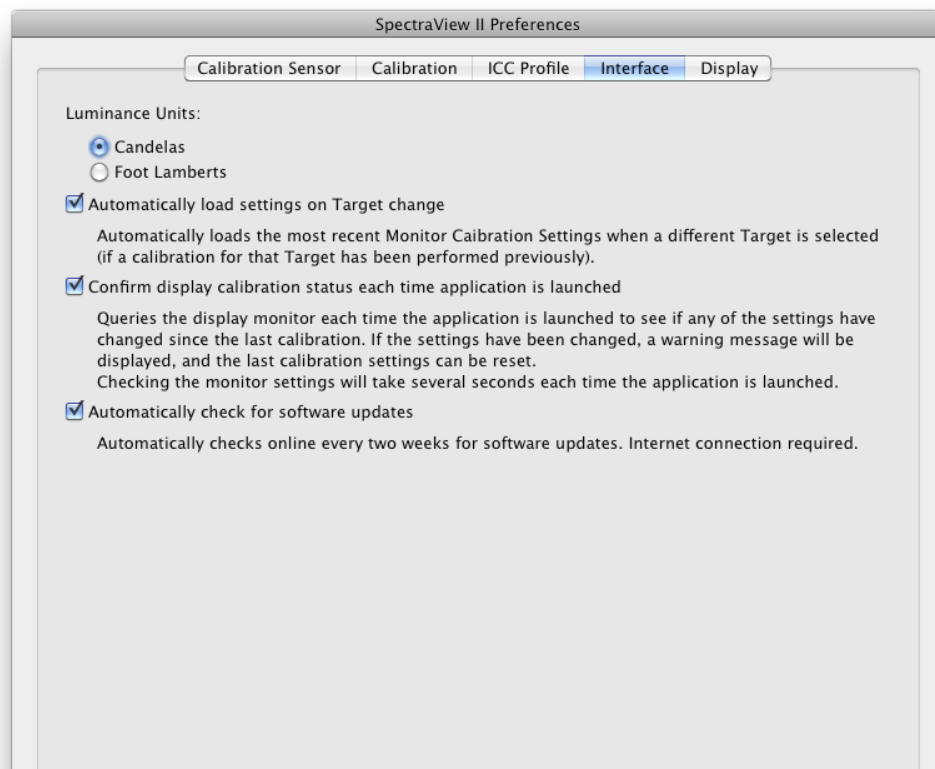 SpectraView II Preferences
Calibration Sensor Calibration ICC Profile Interface Display
Luminance Units:
Candelas
Foot Lamberts
Automatically load settings on Target change
Automatically loads the most recent Monitor Caibration Settings when a different Target is selected
(if a calibration for that Target has been performed previously).
Confirm display calibration status each time application is launched
Queries the display monitor each time the application is launched to see if any of the settings have
changed since the last calibration. If the settings have been changed, a warning message will be
displayed, and the last calibration settings can be reset.
Checking the monitor settings will take several seconds each time the application is launched.
Automatically check for software updates
Automatically checks online every two weeks for software updates. Internet connection required.